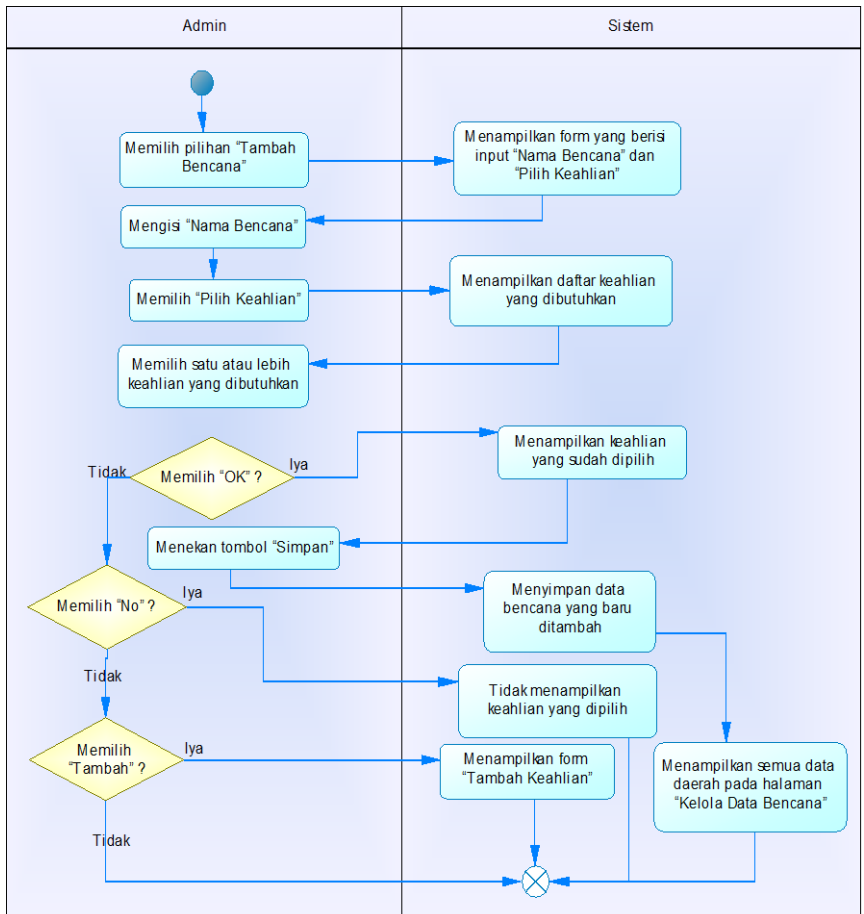 Admin
Sistem
Memilih pilihan “Tambah
Bencana”
Menampilkan form yang berisi
input “Nama Bencana” dan
“Pilih Keahlian”
Mengisi “Nama Bencana”
Memilih “Pilih Keahlian”
Menampilkan daftar keahlian
yang dibutuhkan
Memilih satu atau lebih
keahlian yang dibutuhkan
Memilih “OK” ?
Iya
Tidak
Menampilkan keahlian
yang sudah dipilih
Menekan tombol “Simpan”
Menyimpan data
bencana yang baru
ditambah
Memilih “No” ?
Iya
Tidak
Tidak menampilkan
keahlian yang dipilih
Memilih
“Tambah” ?
Iya
Tidak
Menampilkan form
“Tambah Keahlian”
Menampilkan semua data
daerah pada halaman
“Kelola Data Bencana”